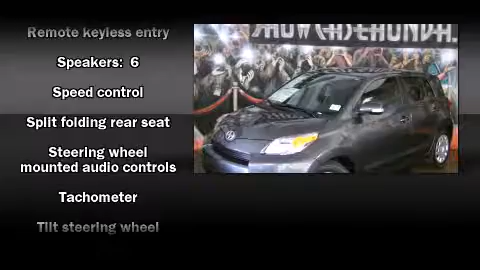 Remote keyless entry
Speakers:  6
Speed control
Split folding rear seat
Steering wheel
mounted audio controls
Tachometer
Tilt steering wheel